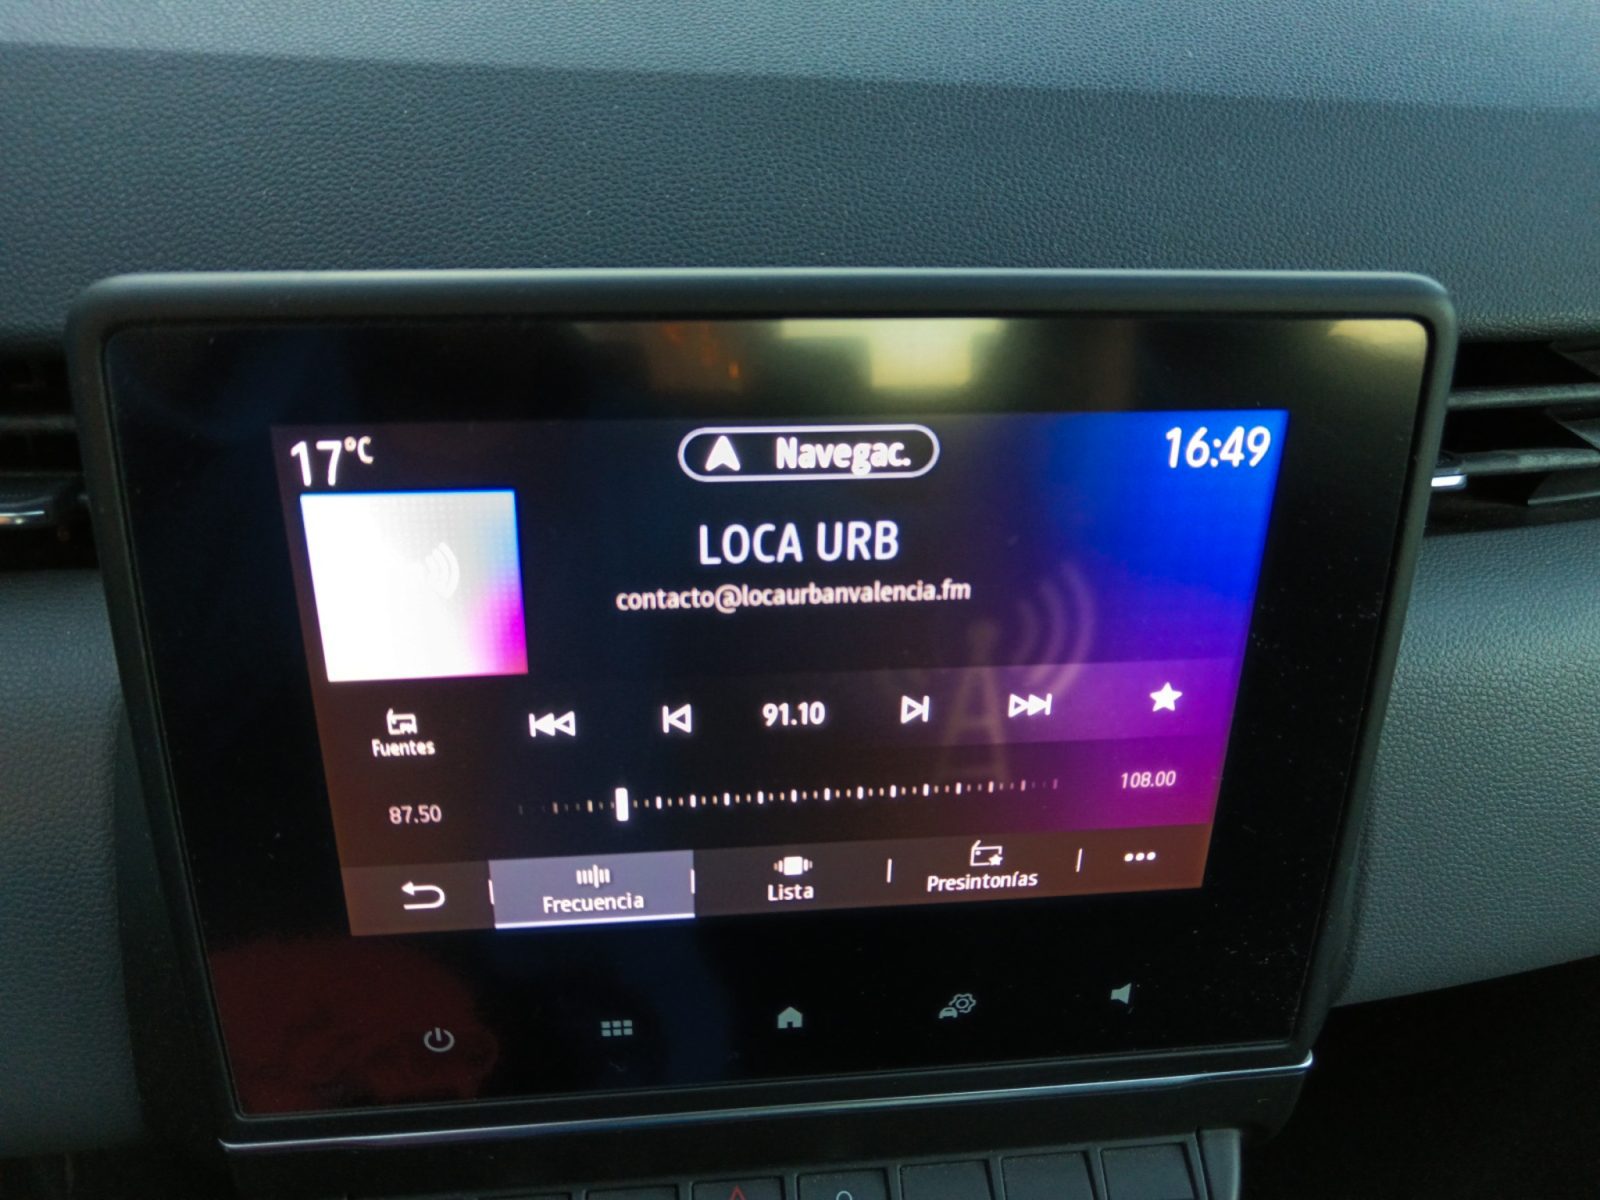 17°C
Navegac.
16:49
LOCA URB
contacto@locaurbanvalencia.fm
Fuentes
91.10
87.50
108.00
Frecuencia
Lista
Presintonías